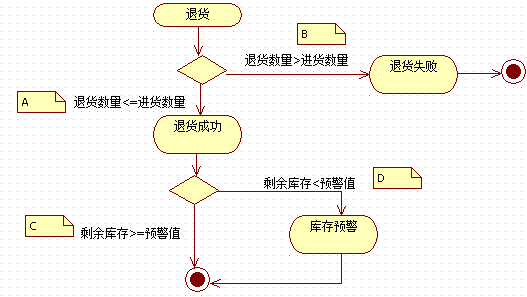 退货
B
退货数量>进货数量
退货失败
A
退货数量<=进货数量
退货成功
剩余库存<预警值
D
C
剩余库存>=预警值
库存预警